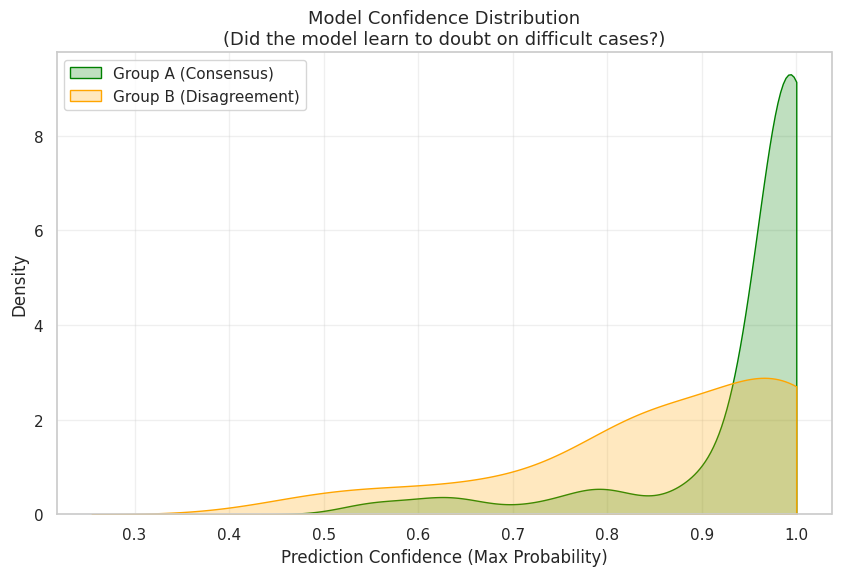 Model Confidence Distribution
(Did the model learn to doubt on difficult cases?)
Group A (Consensus)
Group B (Disagreement)
Density
8
6
4
2
0
0.3 0.4 0.5 0.6 0.7 0.8 0.9 1.0
Prediction Confidence (Max Probability)